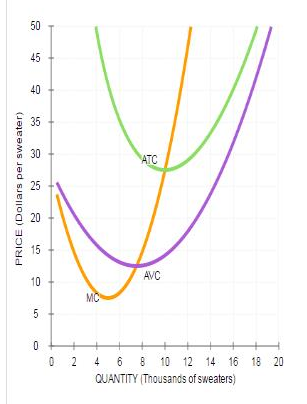 PRICE (Dollars per sweater)
50
45
40
35
30
25
20
15
10
5
0
ATC
AVC
MC
0 2 4 6 8 10 12 14 16 18 20
QUANTITY (Thousands of sweaters)